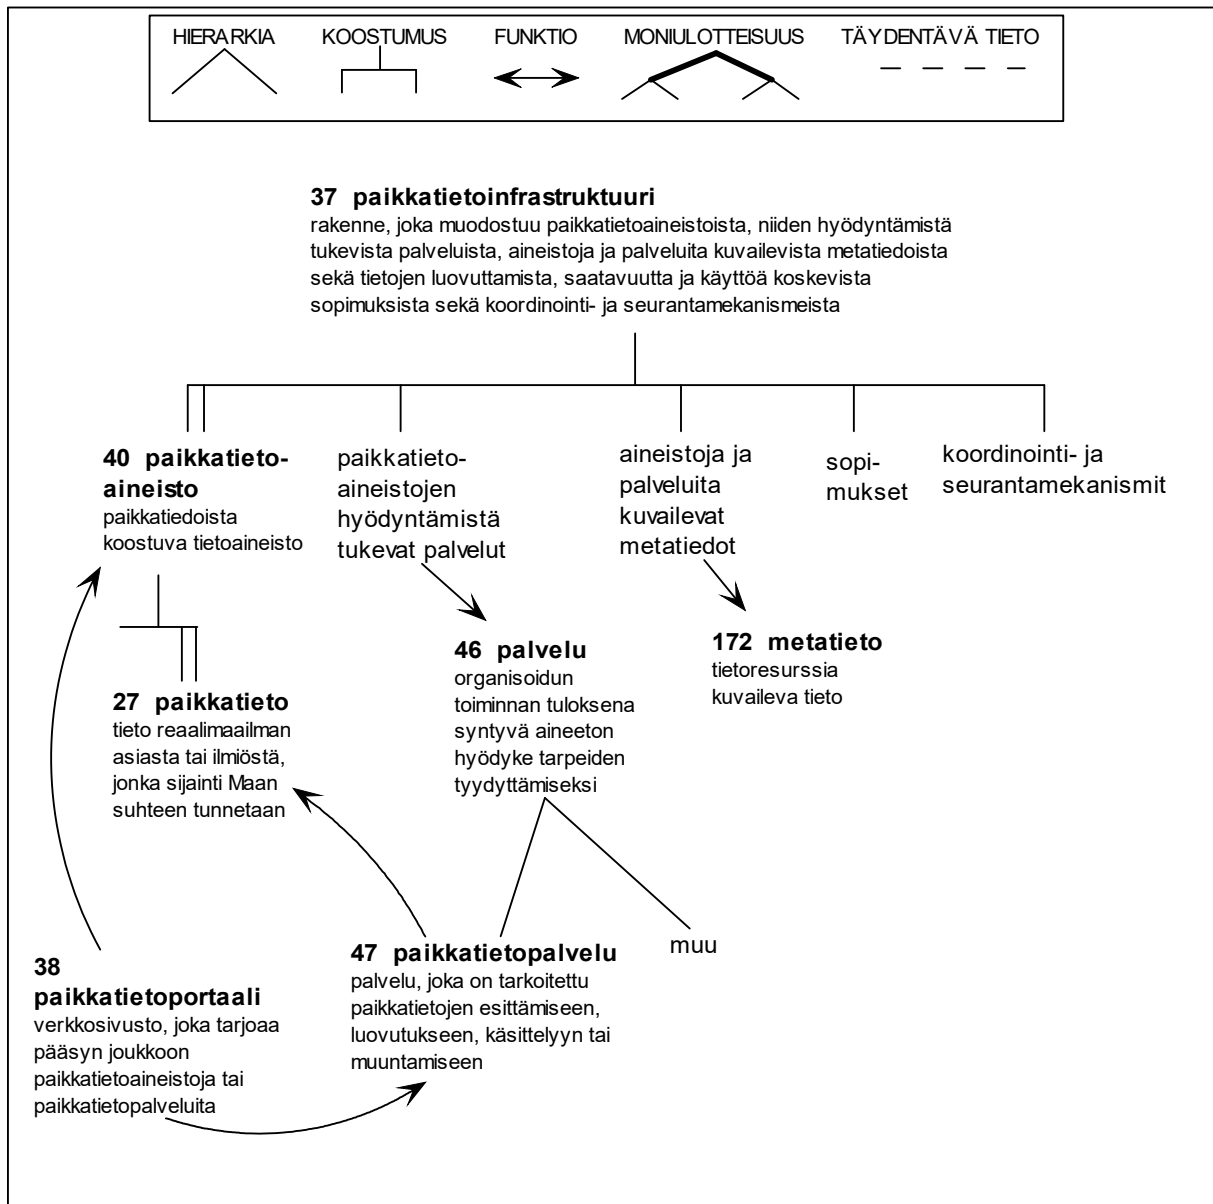 HIERARKIA KOOSTUMUS FUNKTIO MONIULOTTEISUUS TÄYDENTÄVÄ TIETO
37 paikkatietoinfrastruktuuri
rakenne, joka muodostuu paikkatietoaineistoista, niiden hyödyntämistä
tukevista palveluista, aineistoja ja palveluita kuvailevista metatiedoista
sekä tietojen luovuttamista, saatavuutta ja käyttöä koskevista
sopimuksista sekä koordinointi- ja seurantamekanismeista
40 paikkatieto-
aineisto
paikkatiedoista
koostuva tietoaineisto
paikkatieto-
aineistojen
hyödyntämistä
tukevat palvelut
aineistoja ja
palveluita
kuvailevat
metatiedot
sopi-
mukset
koordinointi- ja
seurantamekanismit
27 paikkatieto
tieto reaalimaailman
asiasta tai ilmiöstä,
jonka sijainti Maan
suhteen tunnetaan
46 palvelu
organisoidun
toiminnan tuloksena
syntyvä aineeton
hyödyke tarpeiden
tyydyttämiseksi
172 metatieto
tietoresurssia
kuvaileva tieto
38
paikkatietoportaali
verkkosivusto, joka tarjoaa
pääsyn joukkoon
paikkatietoaineistoja tai
paikkatietopalveluita
47 paikkatietopalvelu
palvelu, joka on tarkoitettu
paikkatietojen esittämiseen,
luovutukseen, käsittelyyn tai
muuntamiseen
muu